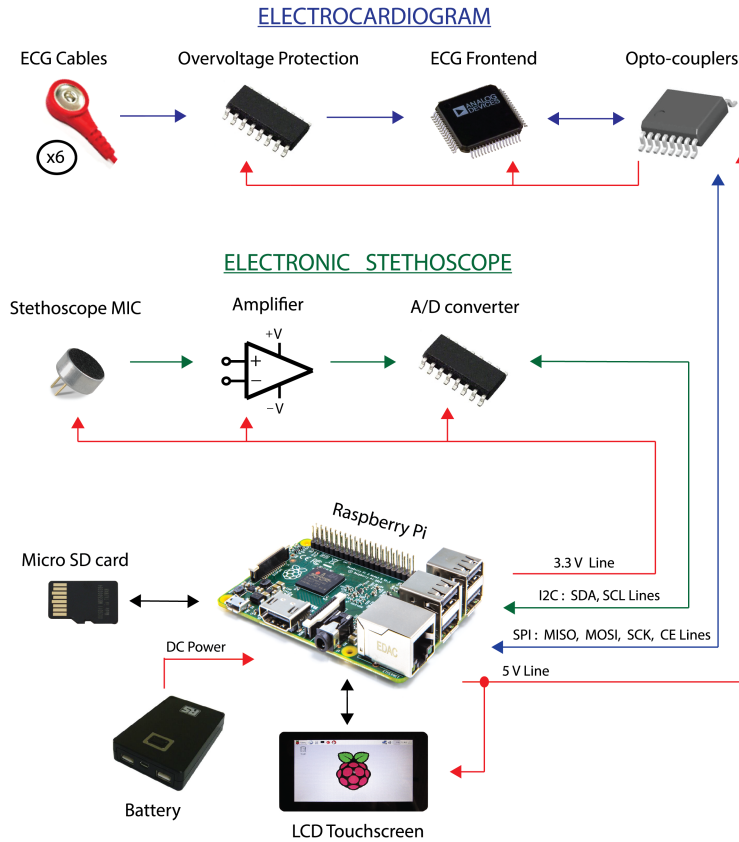 ELECTROCARDIOGRAM
ECG Cables
Overvoltage Protection
ECG Frontend
Opto-couplers
x6
ANALOG
DEVICES
ELECTRONIC STETHOSCOPE
Stethoscope MIC
Amplifier
A/D converter
+V
+
−
−V
Raspberry Pi
Micro SD card
3.3 V Line
I2C : SDA, SCL Lines
SPI : MISO, MOSI, SCK, CE Lines
DC Power
EDAC
5 V Line
RS
Battery
LCD Touchscreen